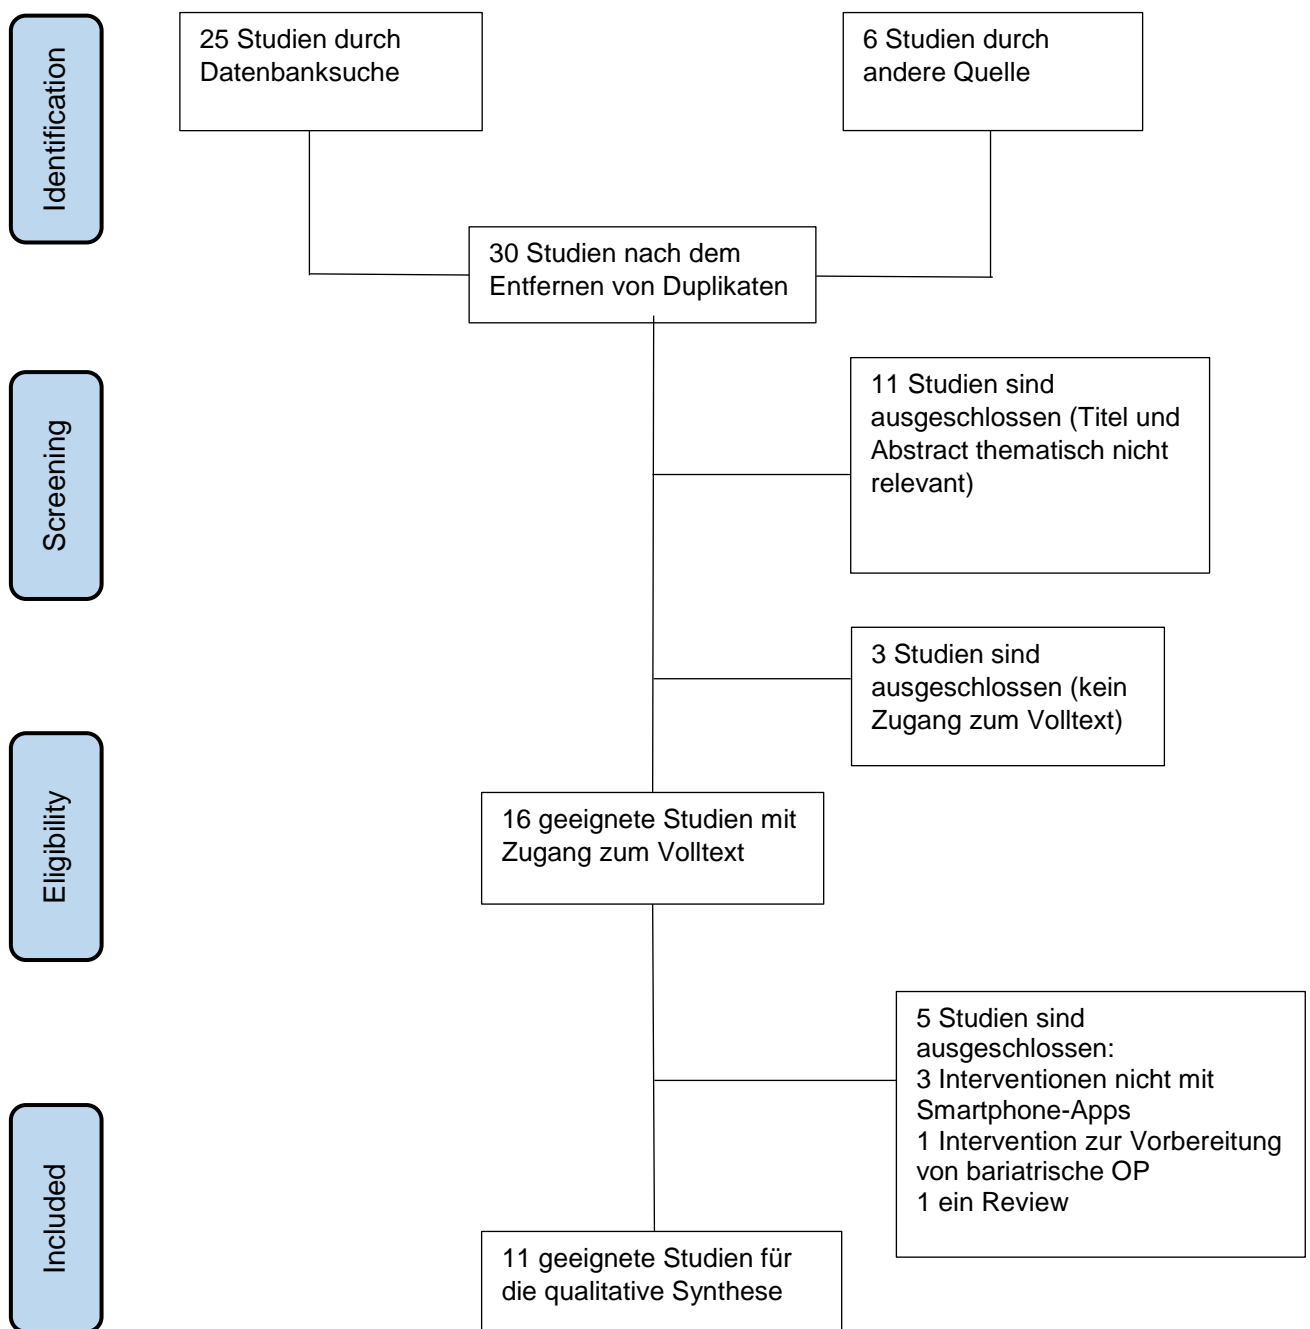 Identification
25 Studien durch
Datenbanksuche
6 Studien durch
andere Quelle
30 Studien nach dem
Entfernen von Duplikaten
Screening
11 Studien sind
ausgeschlossen (Titel und
Abstract thematisch nicht
relevant)
3 Studien sind
ausgeschlossen (kein
Zugang zum Volltext)
Eligibility
16 geeignete Studien mit
Zugang zum Volltext
5 Studien sind
ausgeschlossen:
3 Interventionen nicht mit
Smartphone-Apps
1 Intervention zur Vorbereitung
von bariatrische OP
1 ein Review
Included
11 geeignete Studien für
die qualitative Synthese